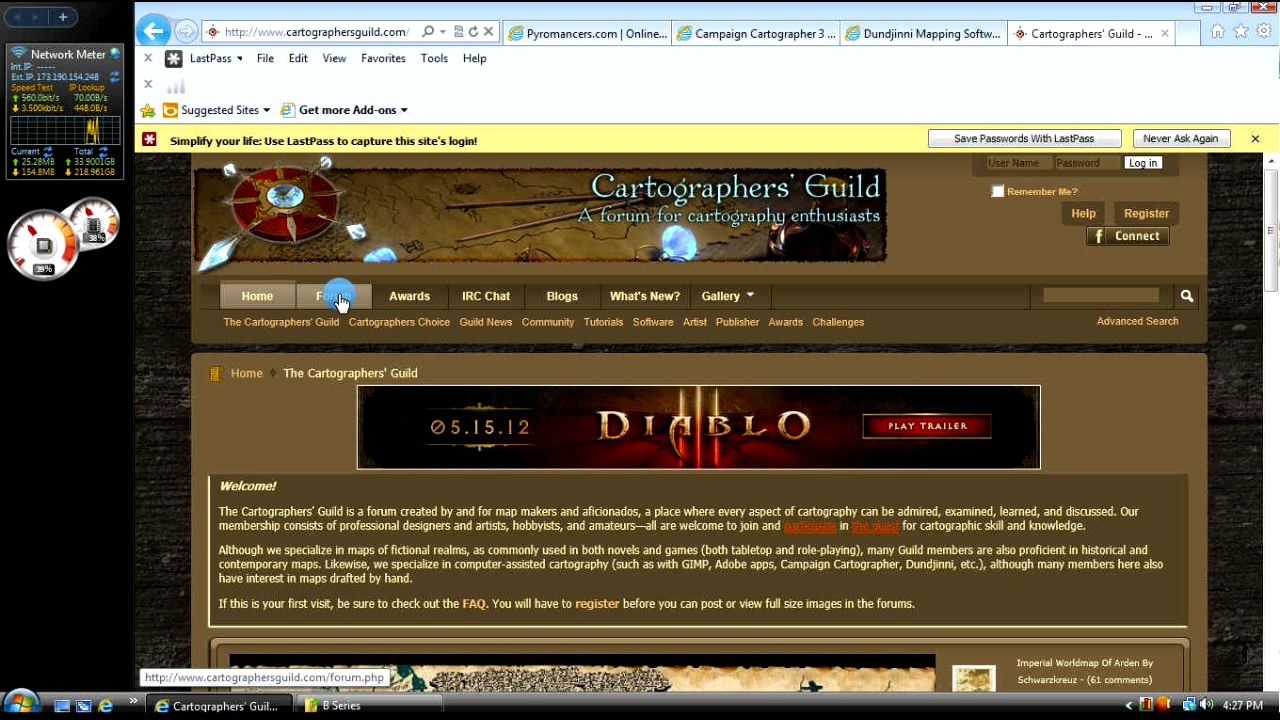 http://www.cartographersguild.com/
Pyromancers.com | Online...
Campaign Cartographer 3 ...
Dundjinni Mapping Softw...
Cartographers' Guild - ...
Network Meter
Int.IP: -----
Ext.IP: 173.190.154.248
Speed Test IP Lookup
560.0bit/s 70.00B/s
3.500kbit/s 448.0B/s
Current Total
25.28MB 33.9001GB
154.8MB 218.961GB
38%
39%
LastPass File Edit View Favorites Tools Help
Suggested Sites Get more Add-ons
Simplify your life: Use LastPass to capture this site's login!
Save Passwords With LastPass Never Ask Again
Cartographers' Guild
A forum for cartography enthusiasts
User Name Password Log in
Remember Me?
Help Register
Connect
Home Forum Awards IRC Chat Blogs What's New? Gallery
The Cartographers' Guild Cartographers Choice Guild News Community Tutorials Software Artist Publisher Awards Challenges
Advanced Search
Home The Cartographers' Guild
05.15.12 DIABLO PLAY TRAILER
Welcome!
The Cartographers' Guild is a forum created by and for map makers and aficionados, a place where every aspect of cartography can be admired, examined, learned, and discussed. Our
membership consists of professional designers and artists, hobbyists, and amateurs—all are welcome to join and participate in the quest for cartographic skill and knowledge.
Although we specialize in maps of fictional realms, as commonly used in both novels and games (both tabletop and role-playing), many Guild members are also proficient in historical and
contemporary maps. Likewise, we specialize in computer-assisted cartography (such as with GIMP, Adobe apps, Campaign Cartographer, Dundjinni, etc.), although many members here also
have interest in maps drafted by hand.
If this is your first visit, be sure to check out the FAQ. You will have to register before you can post or view full size images in the forums.
Imperial Worldmap Of Arden By
Schwarzkreuz - (61 comments)
http://www.cartographersguild.com/forum.php
Cartographers' Guil...
B Series
4:27 PM